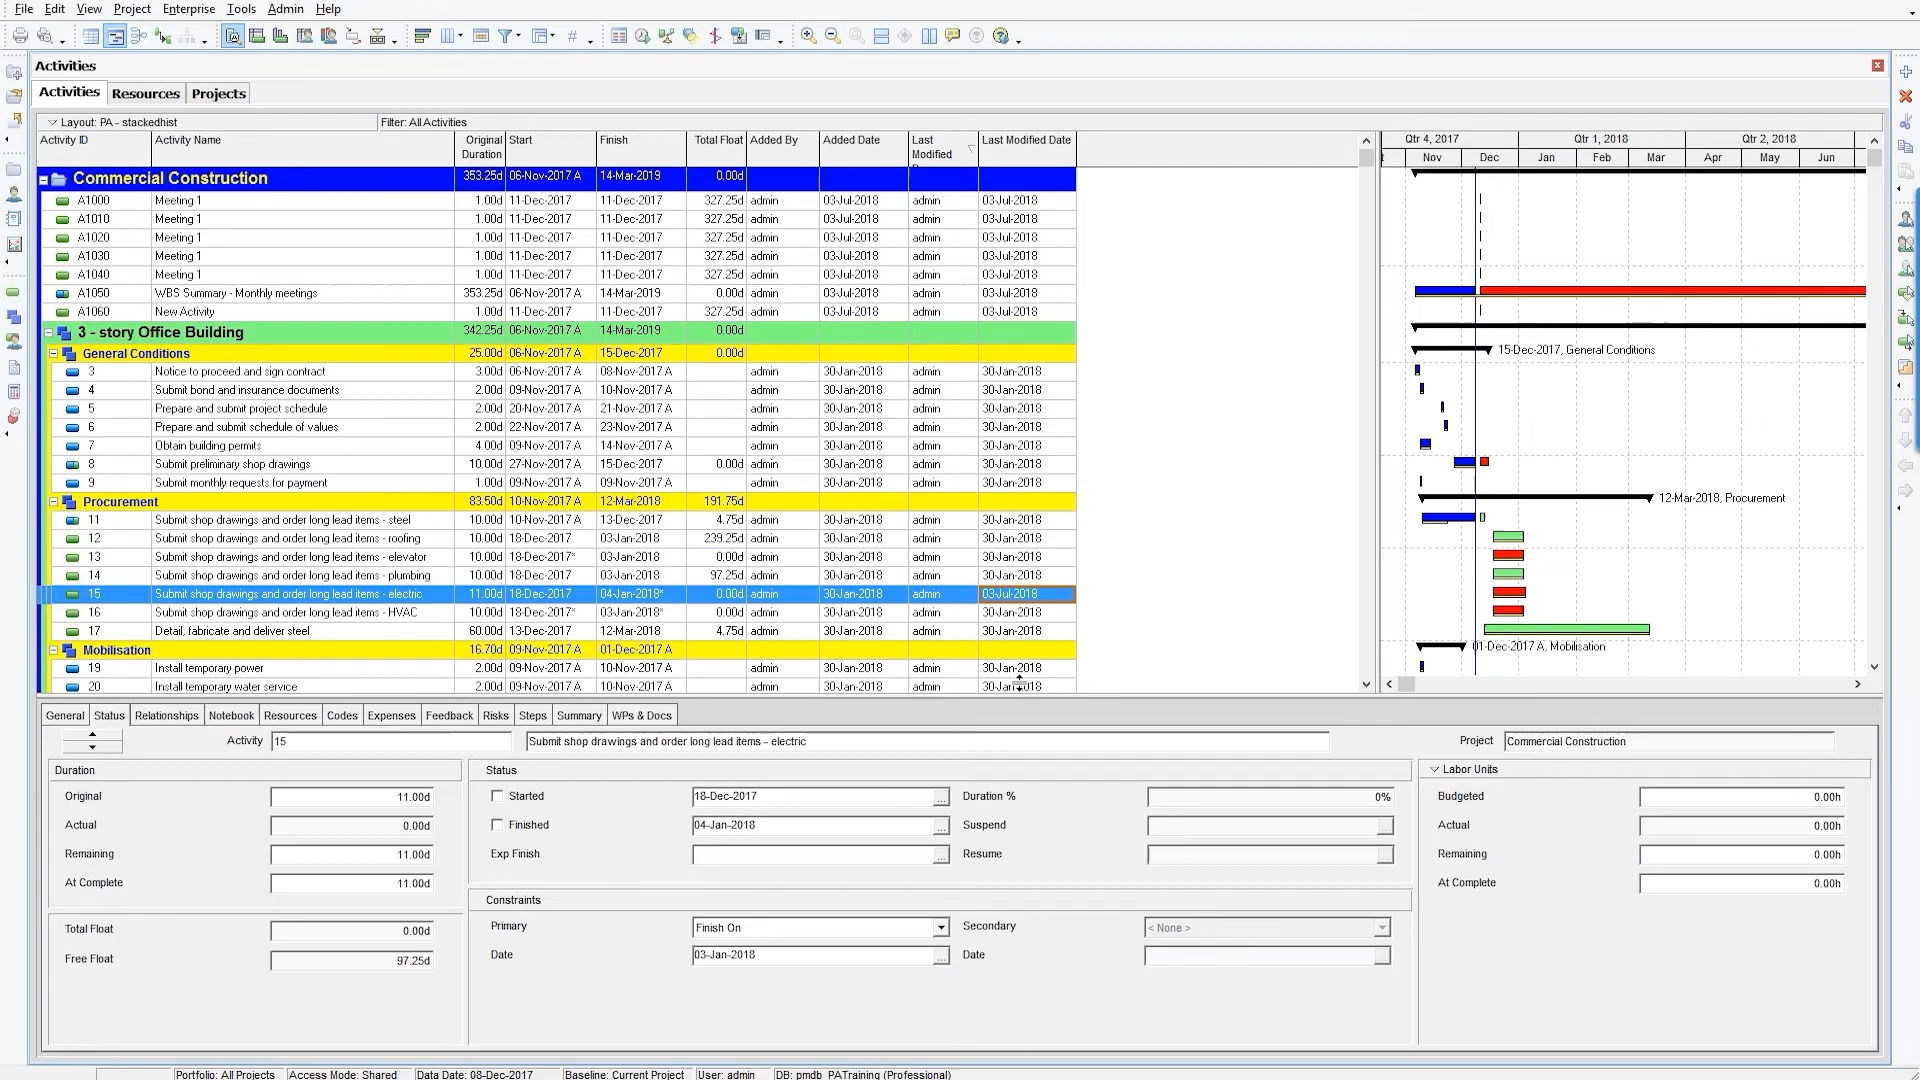 File Edit View Project Enterprise Tools Admin Help
Activities
Activities Resources Projects
Layout: PA - stackedhist Filter: All Activities
Activity ID Activity Name Original Duration Start Finish Total Float Added By Added Date Last Modified Last Modified Date
Qtr 4, 2017 Qtr 1, 2018 Qtr 2, 2018
Nov Dec Jan Feb Mar Apr May Jun
Commercial Construction 353.25d 06-Nov-2017 A 14-Mar-2019 0.00d
A1000 Meeting 1 1.00d 11-Dec-2017 11-Dec-2017 327.25d admin 03-Jul-2018 admin 03-Jul-2018
A1010 Meeting 1 1.00d 11-Dec-2017 11-Dec-2017 327.25d admin 03-Jul-2018 admin 03-Jul-2018
A1020 Meeting 1 1.00d 11-Dec-2017 11-Dec-2017 327.25d admin 03-Jul-2018 admin 03-Jul-2018
A1030 Meeting 1 1.00d 11-Dec-2017 11-Dec-2017 327.25d admin 03-Jul-2018 admin 03-Jul-2018
A1040 Meeting 1 1.00d 11-Dec-2017 11-Dec-2017 327.25d admin 03-Jul-2018 admin 03-Jul-2018
A1050 WBS Summary - Monthly meetings 353.25d 06-Nov-2017 A 14-Mar-2019 0.00d admin 03-Jul-2018 admin 03-Jul-2018
A1060 New Activity 1.00d 11-Dec-2017 11-Dec-2017 327.25d admin 03-Jul-2018 admin 03-Jul-2018
3 - story Office Building 342.25d 06-Nov-2017 A 14-Mar-2019 0.00d
General Conditions 25.00d 06-Nov-2017 A 15-Dec-2017 0.00d 15-Dec-2017, General Conditions
3 Notice to proceed and sign contract 3.00d 06-Nov-2017 A 08-Nov-2017 A admin 30-Jan-2018 admin 30-Jan-2018
4 Submit bond and insurance documents 2.00d 09-Nov-2017 A 10-Nov-2017 A admin 30-Jan-2018 admin 30-Jan-2018
5 Prepare and submit project schedule 2.00d 20-Nov-2017 A 21-Nov-2017 A admin 30-Jan-2018 admin 30-Jan-2018
6 Prepare and submit schedule of values 2.00d 22-Nov-2017 A 23-Nov-2017 A admin 30-Jan-2018 admin 30-Jan-2018
7 Obtain building permits 4.00d 09-Nov-2017 A 14-Nov-2017 A admin 30-Jan-2018 admin 30-Jan-2018
8 Submit preliminary shop drawings 10.00d 27-Nov-2017 A 15-Dec-2017 0.00d admin 30-Jan-2018 admin 30-Jan-2018
9 Submit monthly requests for payment 1.00d 09-Nov-2017 A 09-Nov-2017 A admin 30-Jan-2018 admin 30-Jan-2018
Procurement 83.50d 10-Nov-2017 A 12-Mar-2018 191.75d 12-Mar-2018, Procurement
11 Submit shop drawings and order long lead items - steel 10.00d 10-Nov-2017 A 13-Dec-2017 4.75d admin 30-Jan-2018 admin 30-Jan-2018
12 Submit shop drawings and order long lead items - roofing 10.00d 18-Dec-2017 03-Jan-2018 239.25d admin 30-Jan-2018 admin 30-Jan-2018
13 Submit shop drawings and order long lead items - elevator 10.00d 18-Dec-2017* 03-Jan-2018 0.00d admin 30-Jan-2018 admin 30-Jan-2018
14 Submit shop drawings and order long lead items - plumbing 10.00d 18-Dec-2017 03-Jan-2018 97.25d admin 30-Jan-2018 admin 30-Jan-2018
15 Submit shop drawings and order long lead items - electric 11.00d 18-Dec-2017 04-Jan-2018* 0.00d admin 30-Jan-2018 admin 03-Jul-2018
16 Submit shop drawings and order long lead items - HVAC 10.00d 18-Dec-2017* 03-Jan-2018* 0.00d admin 30-Jan-2018 admin 30-Jan-2018
17 Detail, fabricate and deliver steel 60.00d 13-Dec-2017 12-Mar-2018 4.75d admin 30-Jan-2018 admin 30-Jan-2018
Mobilisation 16.70d 09-Nov-2017 A 01-Dec-2017 A 01-Dec-2017 A, Mobilisation
19 Install temporary power 2.00d 09-Nov-2017 A 10-Nov-2017 A admin 30-Jan-2018 admin 30-Jan-2018
20 Install temporary water service 2.00d 09-Nov-2017 A 10-Nov-2017 A admin 30-Jan-2018 admin 30-Jan-2018
General Status Relationships Notebook Resources Codes Expenses Feedback Risks Steps Summary WPs & Docs
Activity 15 Submit shop drawings and order long lead items - electric Project Commercial Construction
Duration Status Labor Units
Original 11.00d Started 18-Dec-2017 ... Duration % 0% Budgeted 0.00h
Actual 0.00d Finished 04-Jan-2018 ... Suspend ... Actual 0.00h
Remaining 11.00d Exp Finish ... Resume ... Remaining 0.00h
At Complete 11.00d At Complete 0.00h
Constraints
Total Float 0.00d Primary Finish On Secondary < None >
Free Float 97.25d Date 03-Jan-2018 ... Date ...
Portfolio: All Projects Access Mode: Shared Data Date: 08-Dec-2017 Baseline: Current Project User: admin DB: pmdb_PATraining (Professional)